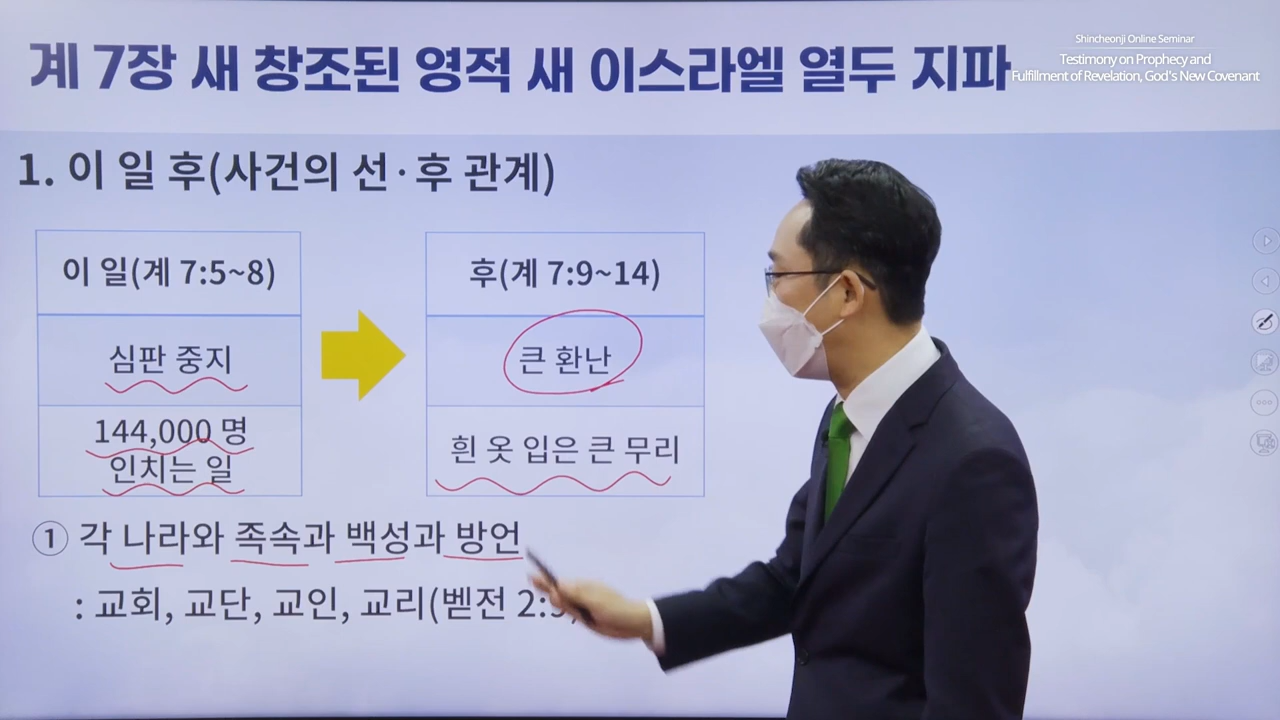 계 7장 새 창조된 영적 새 이스라엘 열두 지파
Shincheonji Online Seminar
Testimony on Prophecy and
Fulfillment of Revelation, God's New Covenant
1. 이 일 후(사건의 선·후 관계)
이 일(계 7:5~8)
심판 중지
144,000 명
인치는 일
후(계 7:9~14)
큰 환난
흰 옷 입은 큰 무리
① 각 나라와 족속과 백성과 방언
: 교회, 교단, 교인, 교리(벧전